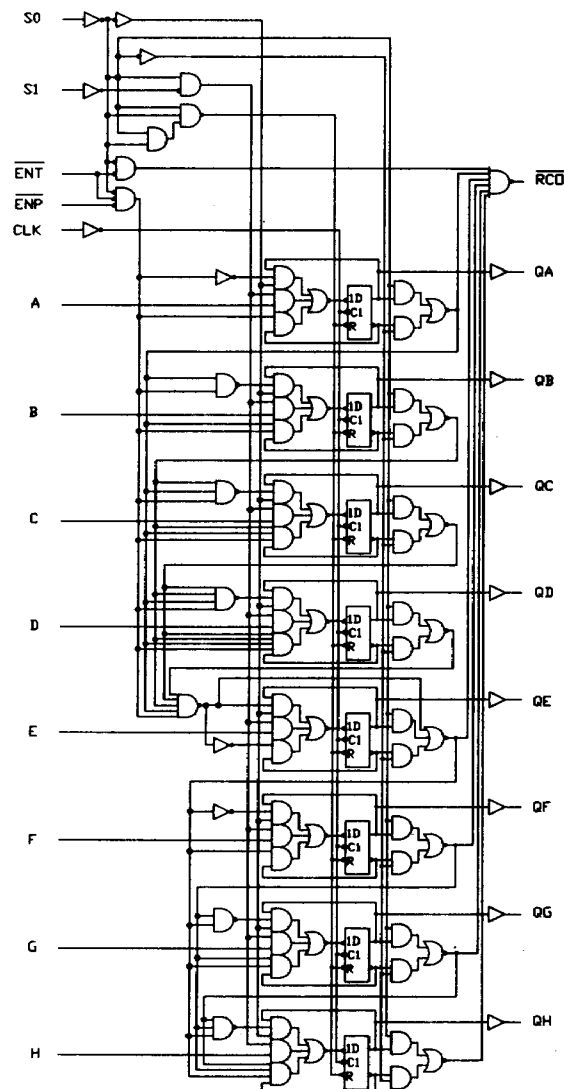 S0
S1
ENT
RCO
ENP
CLK
QA
A
1D
C1
R
QB
B
1D
C1
R
QC
C
1D
C1
R
QD
D
1D
C1
R
QE
E
1D
C1
R
QF
F
1D
C1
R
QG
G
1D
C1
R
QH
H
1D
C1
R